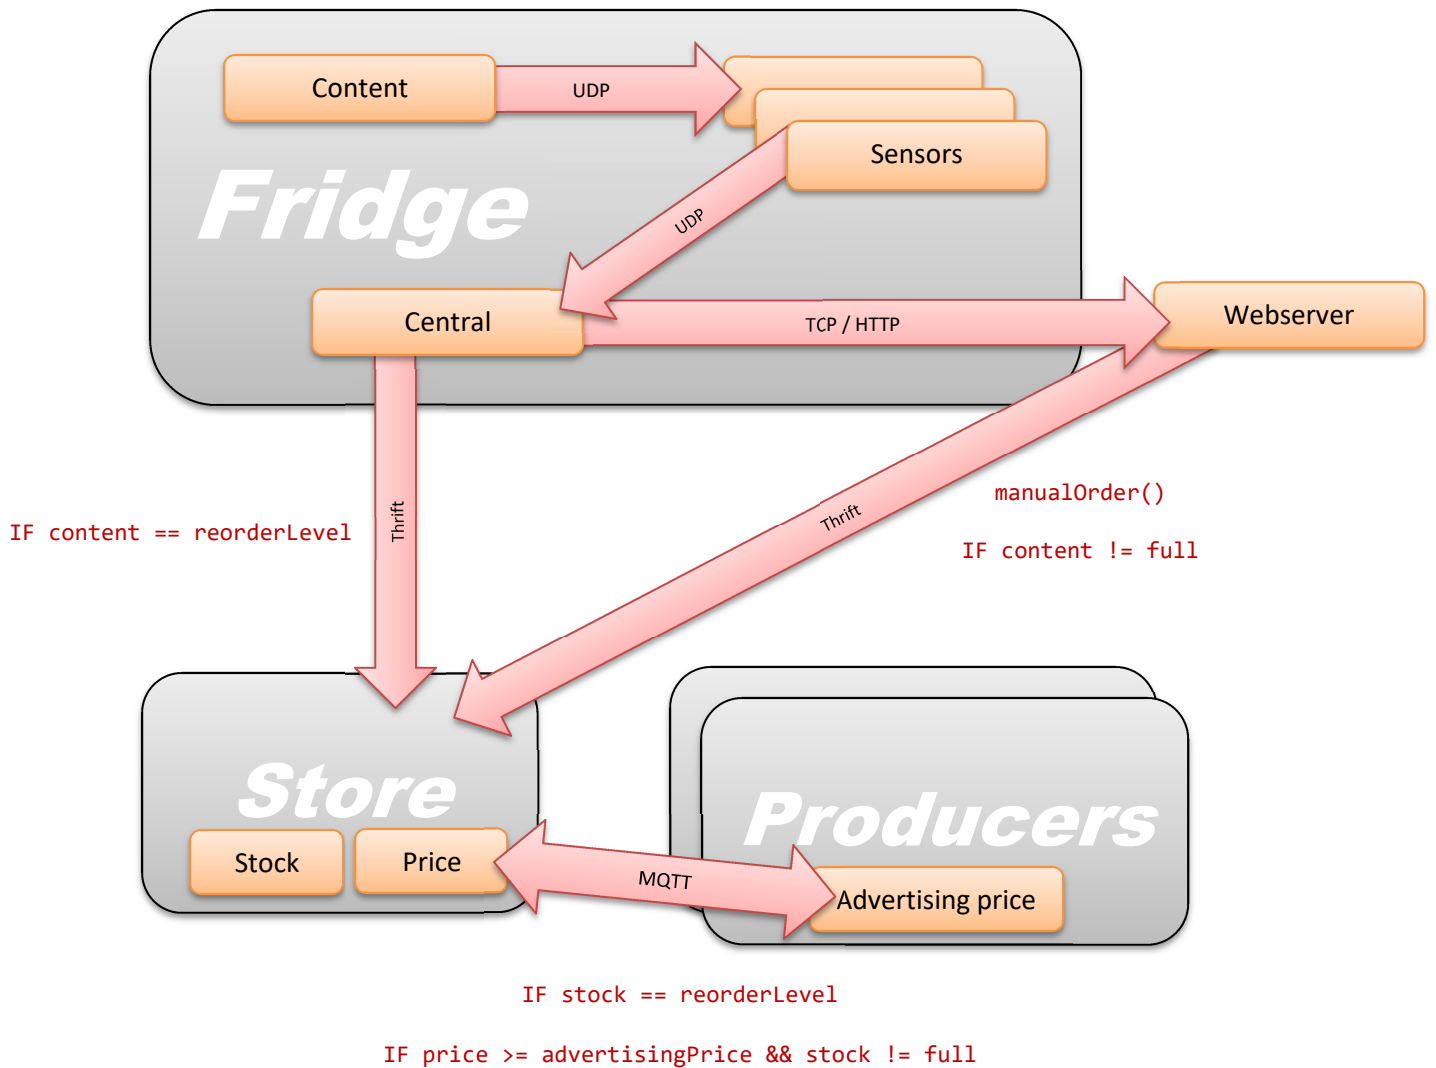 Content
UDP
Sensors
Fridge
UDP
Central
TCP / HTTP
Webserver
manualOrder()
Thrift
Thrift
IF content == reorderLevel
IF content != full
Store
Producers
Stock
Price
MQTT
Advertising price
IF stock == reorderLevel
IF price >= advertisingPrice && stock != full